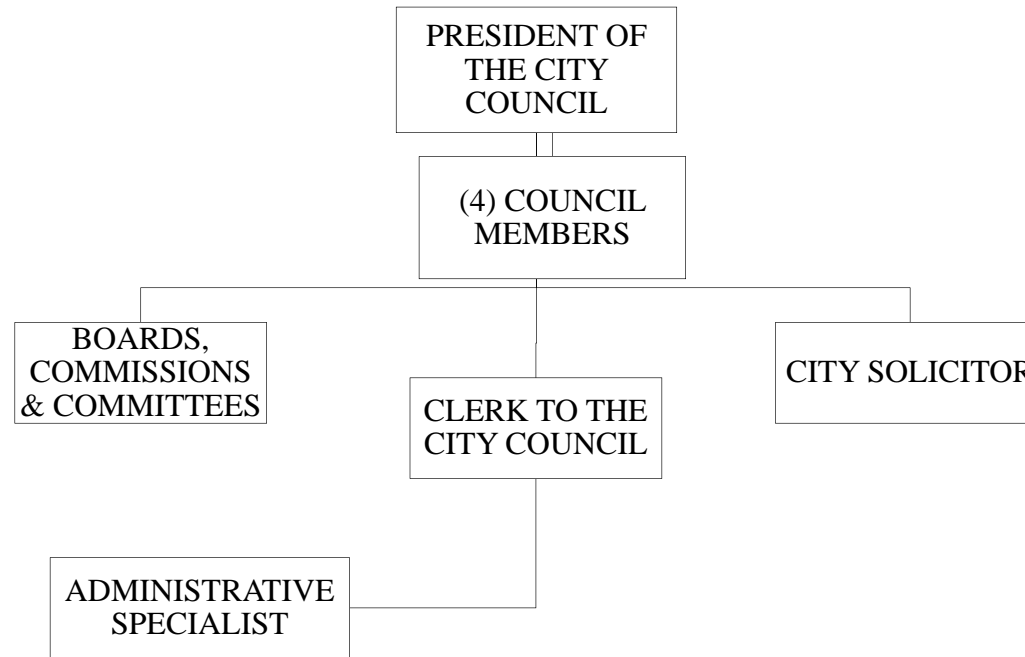 PRESIDENT OF
THE CITY
COUNCIL
(4) COUNCIL
MEMBERS
BOARDS,
COMMISSIONS
& COMMITTEES
CLERK TO THE
CITY COUNCIL
CITY SOLICITOR
ADMINISTRATIVE
SPECIALIST